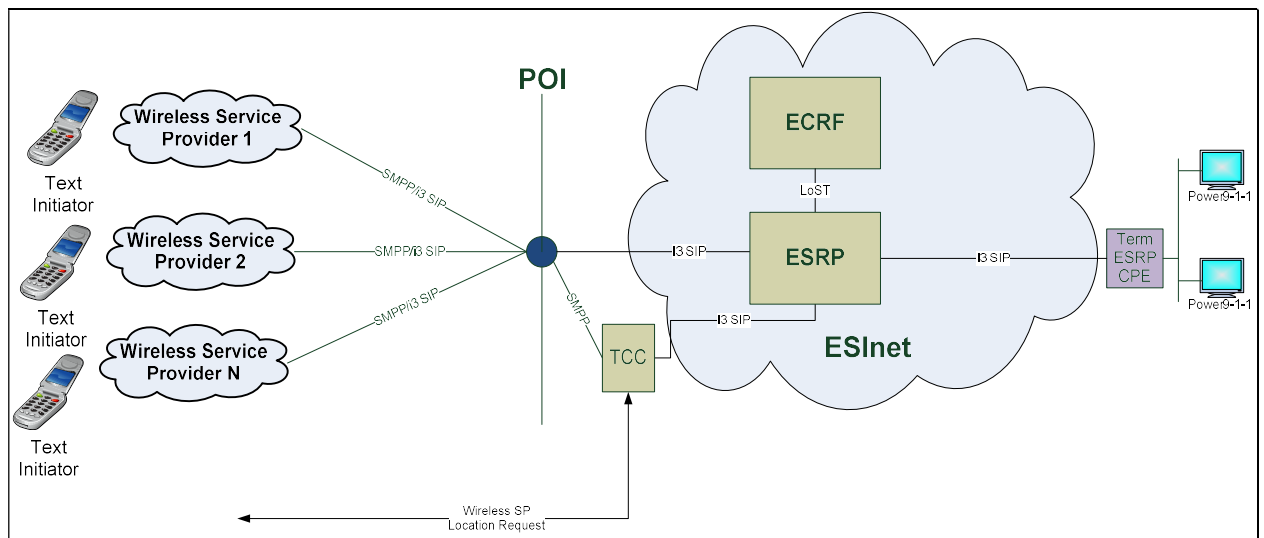 POI
Wireless Service
Provider 1
Text
Initiator
SMPP/i3 SIP
Wireless Service
Provider 2
Text
Initiator
SMPP/i3 SIP
Wireless Service
Provider N
Text
Initiator
SMPP/i3 SIP
SMPP
TCC
I3 SIP
I3 SIP
ECRF
LoST
ESRP
ESInet
I3 SIP
Term
ESRP
CPE
Power9-1-1
Power9-1-1
Wireless SP
Location Request